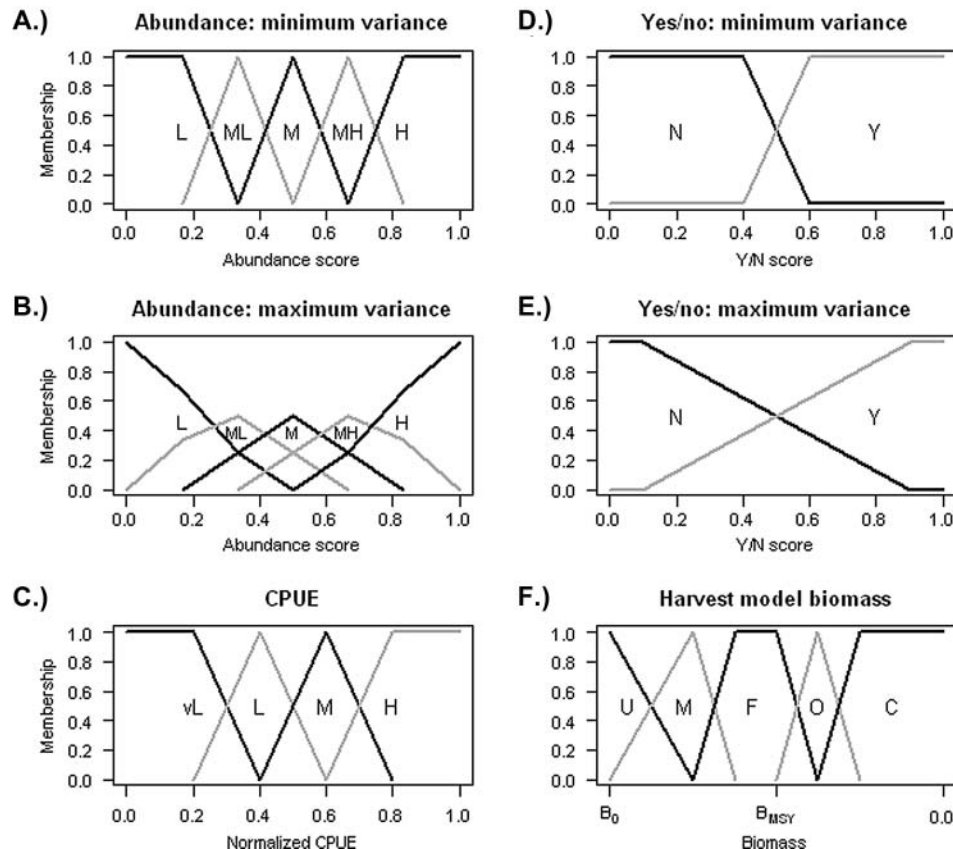 A.)
Abundance: minimum variance
Membership
1.0
0.8
0.6
0.4
0.2
0.0
L ML M MH H
0.0 0.2 0.4 0.6 0.8 1.0
Abundance score
B.)
Abundance: maximum variance
Membership
1.0
0.8
0.6
0.4
0.2
0.0
L ML M MH H
0.0 0.2 0.4 0.6 0.8 1.0
Abundance score
C.)
CPUE
Membership
1.0
0.8
0.6
0.4
0.2
0.0
vL L M H
0.0 0.2 0.4 0.6 0.8 1.0
Normalized CPUE
D.)
Yes/no: minimum variance
Membership
1.0
0.8
0.6
0.4
0.2
0.0
N Y
0.0 0.2 0.4 0.6 0.8 1.0
Y/N score
E.)
Yes/no: maximum variance
Membership
1.0
0.8
0.6
0.4
0.2
0.0
N Y
0.0 0.2 0.4 0.6 0.8 1.0
Y/N score
F.)
Harvest model biomass
Membership
1.0
0.8
0.6
0.4
0.2
0.0
U M F O C
B0 BMSY 0.0
Biomass